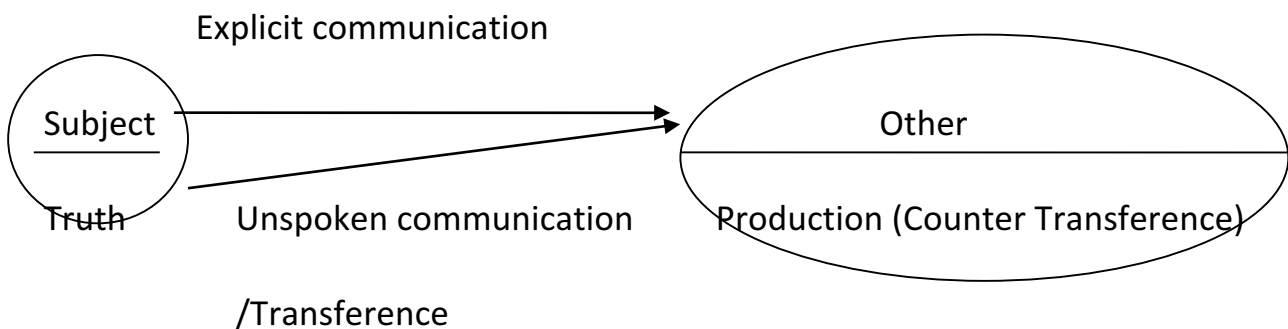 Explicit communication
Subject
Other
Truth
Unspoken communication
/Transference
Production (Counter Transference)